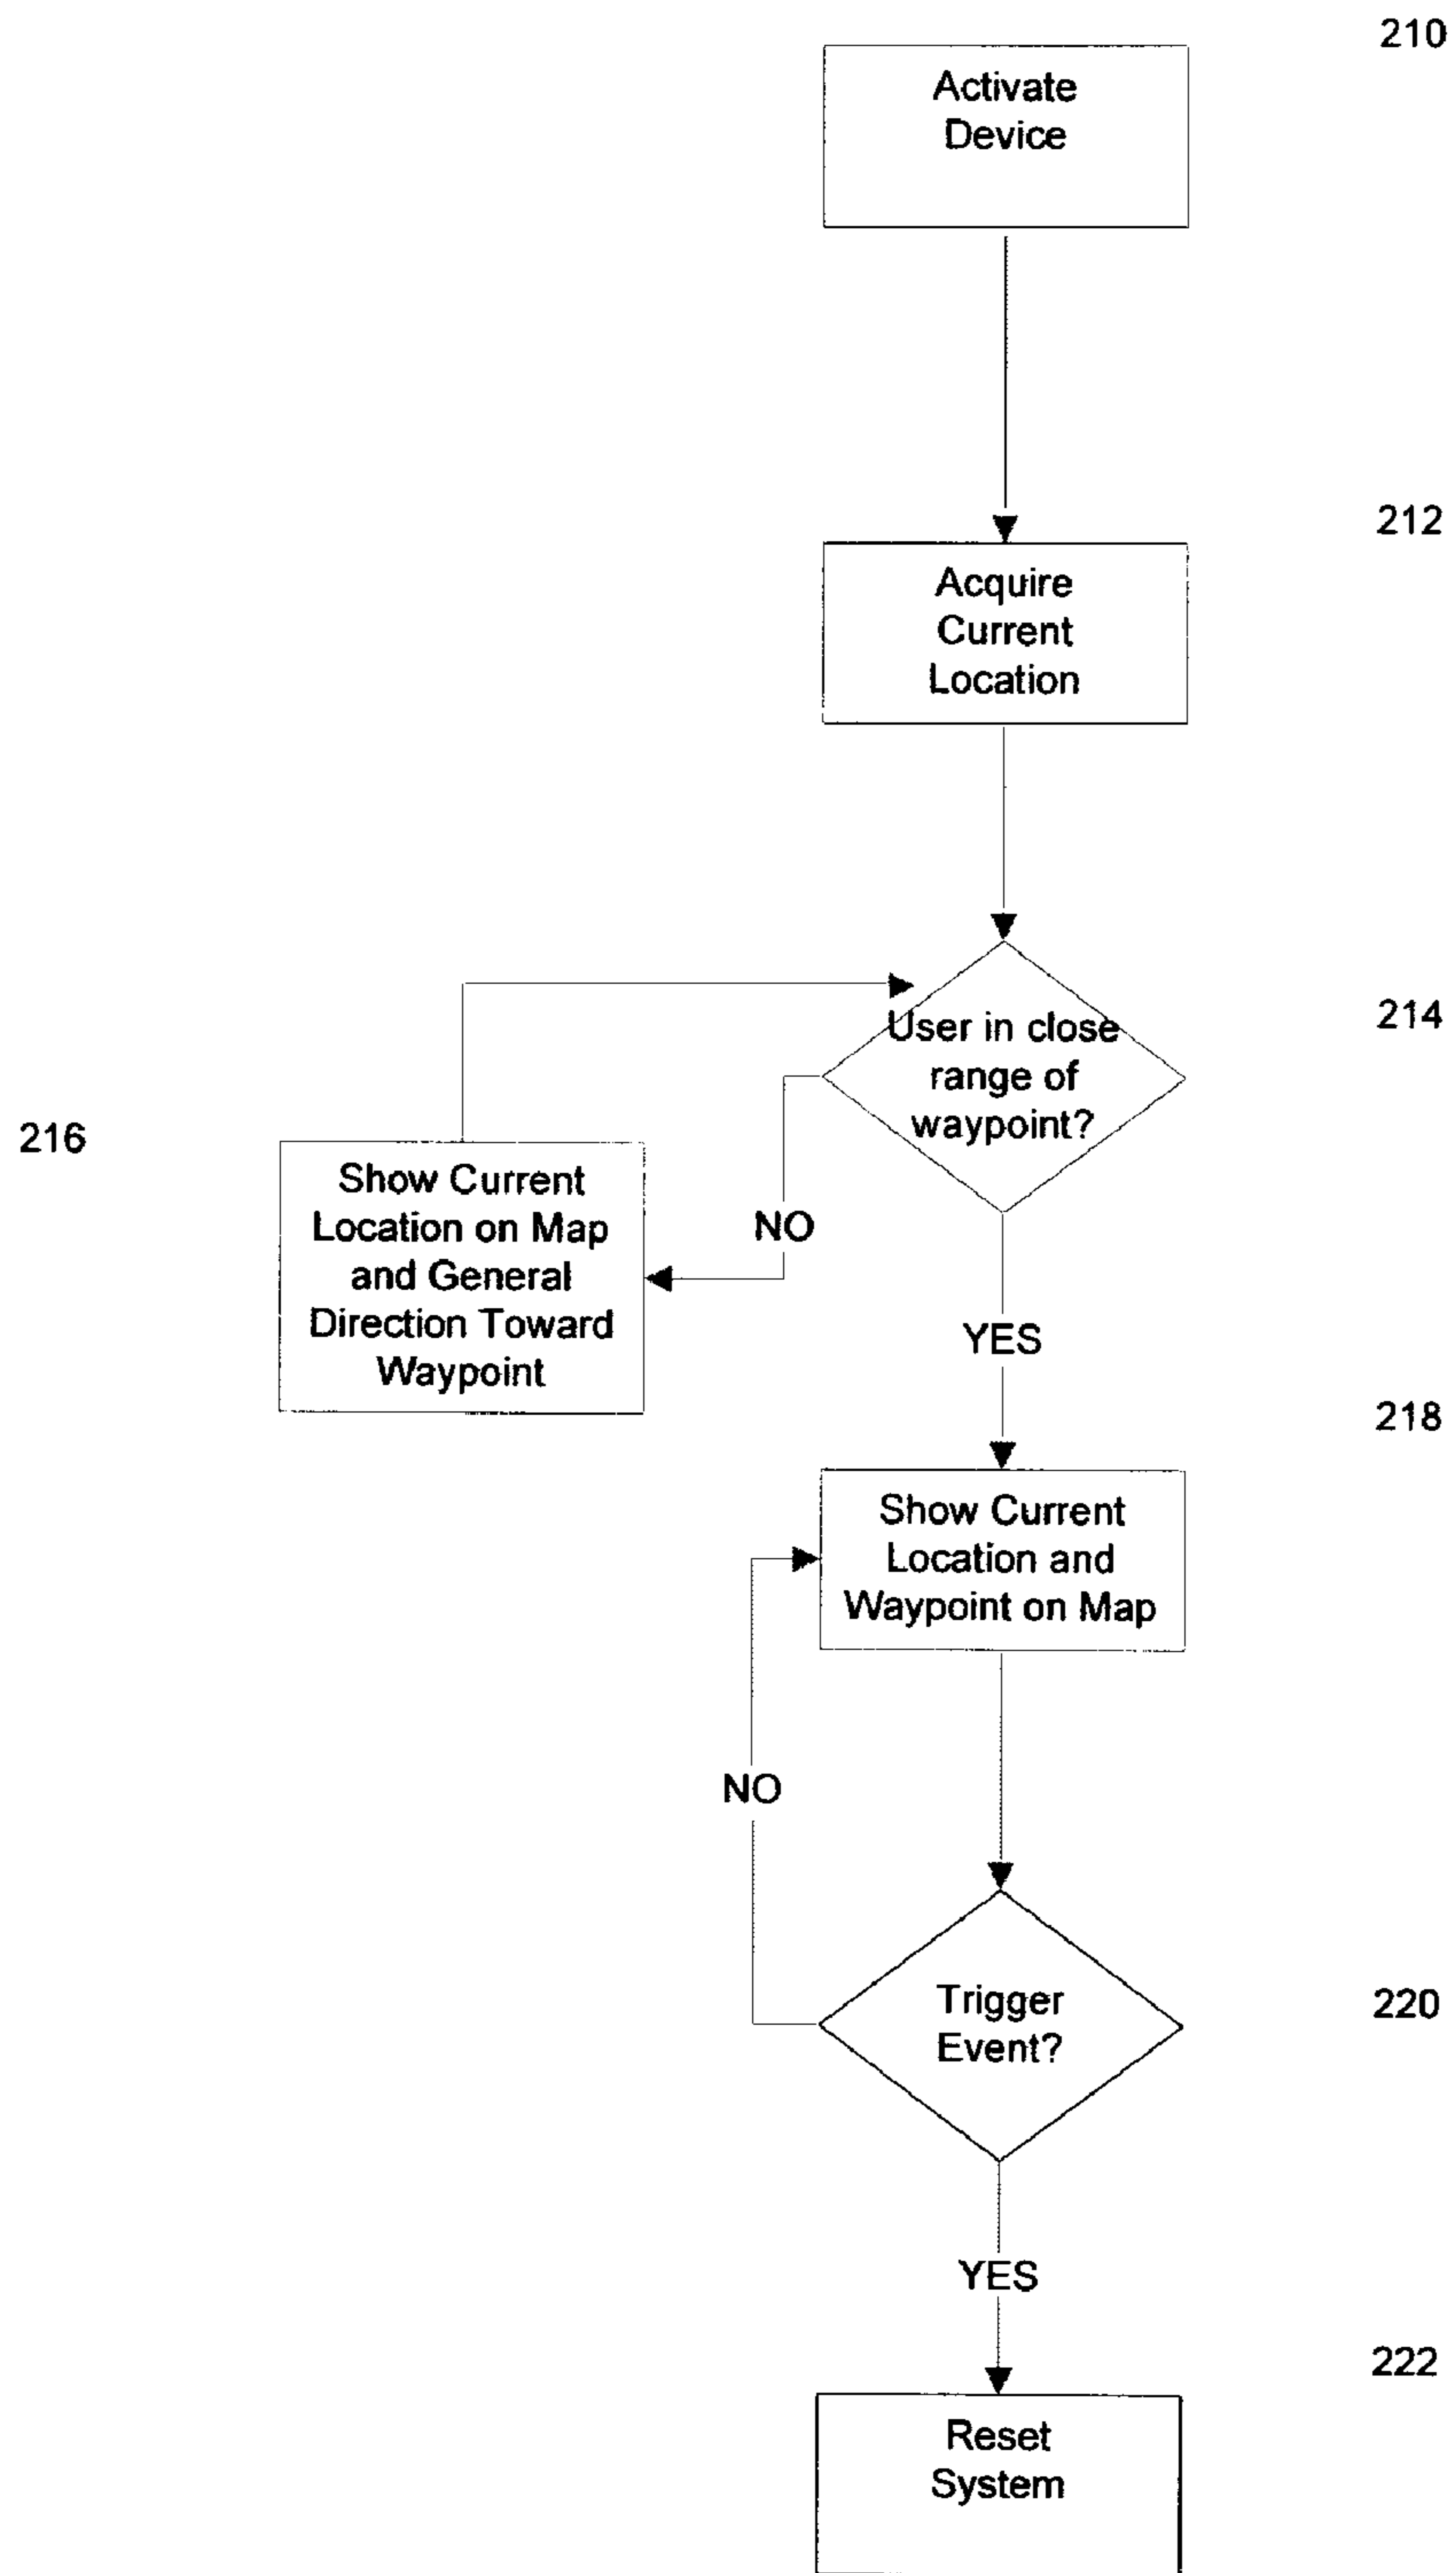 210
Activate
Device
212
Acquire
Current
Location
214
User in close
range of
waypoint?
216
Show Current
Location on Map
and General
Direction Toward
Waypoint
NO
YES
218
Show Current
Location and
Waypoint on Map
NO
220
Trigger
Event?
YES
222
Reset
System